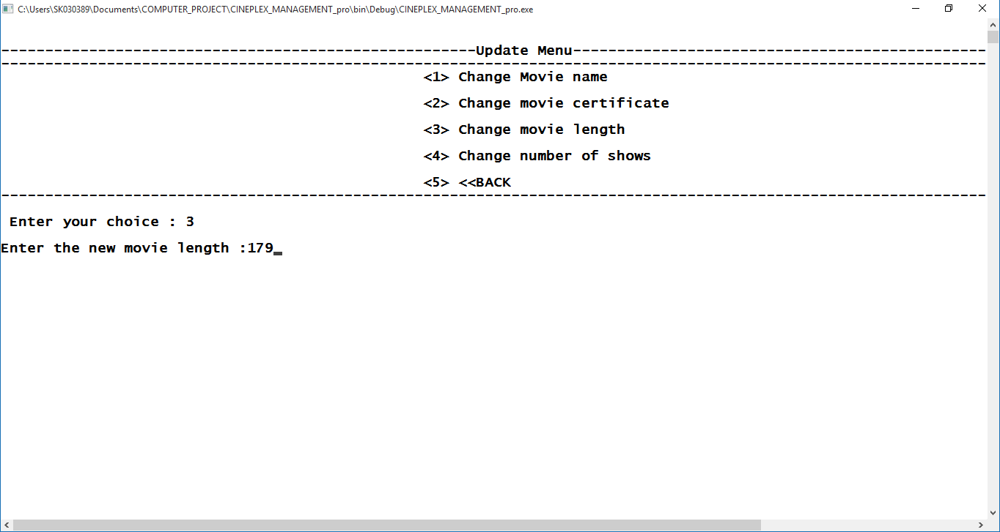 C:\Users\SK030389\Documents\COMPUTER_PROJECT\CINEPLEX_MANAGEMENT_pro\bin\Debug\CINEPLEX_MANAGEMENT_pro.exe
------------------------------------------------------Update Menu-----------------------------------------------
----------------------------------------------------------------------------------------------------------------
<1> Change Movie name
<2> Change movie certificate
<3> Change movie length
<4> Change number of shows
<5> <<BACK
----------------------------------------------------------------------------------------------------------------
Enter your choice : 3
Enter the new movie length :179_